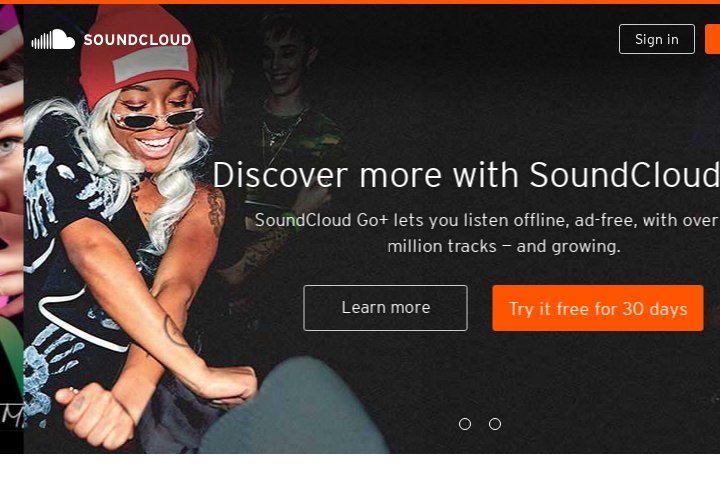 SOUNDCLOUD
Sign in
Discover more with SoundCloud
SoundCloud Go+ lets you listen offline, ad-free, with over
million tracks – and growing.
Learn more
Try it free for 30 days